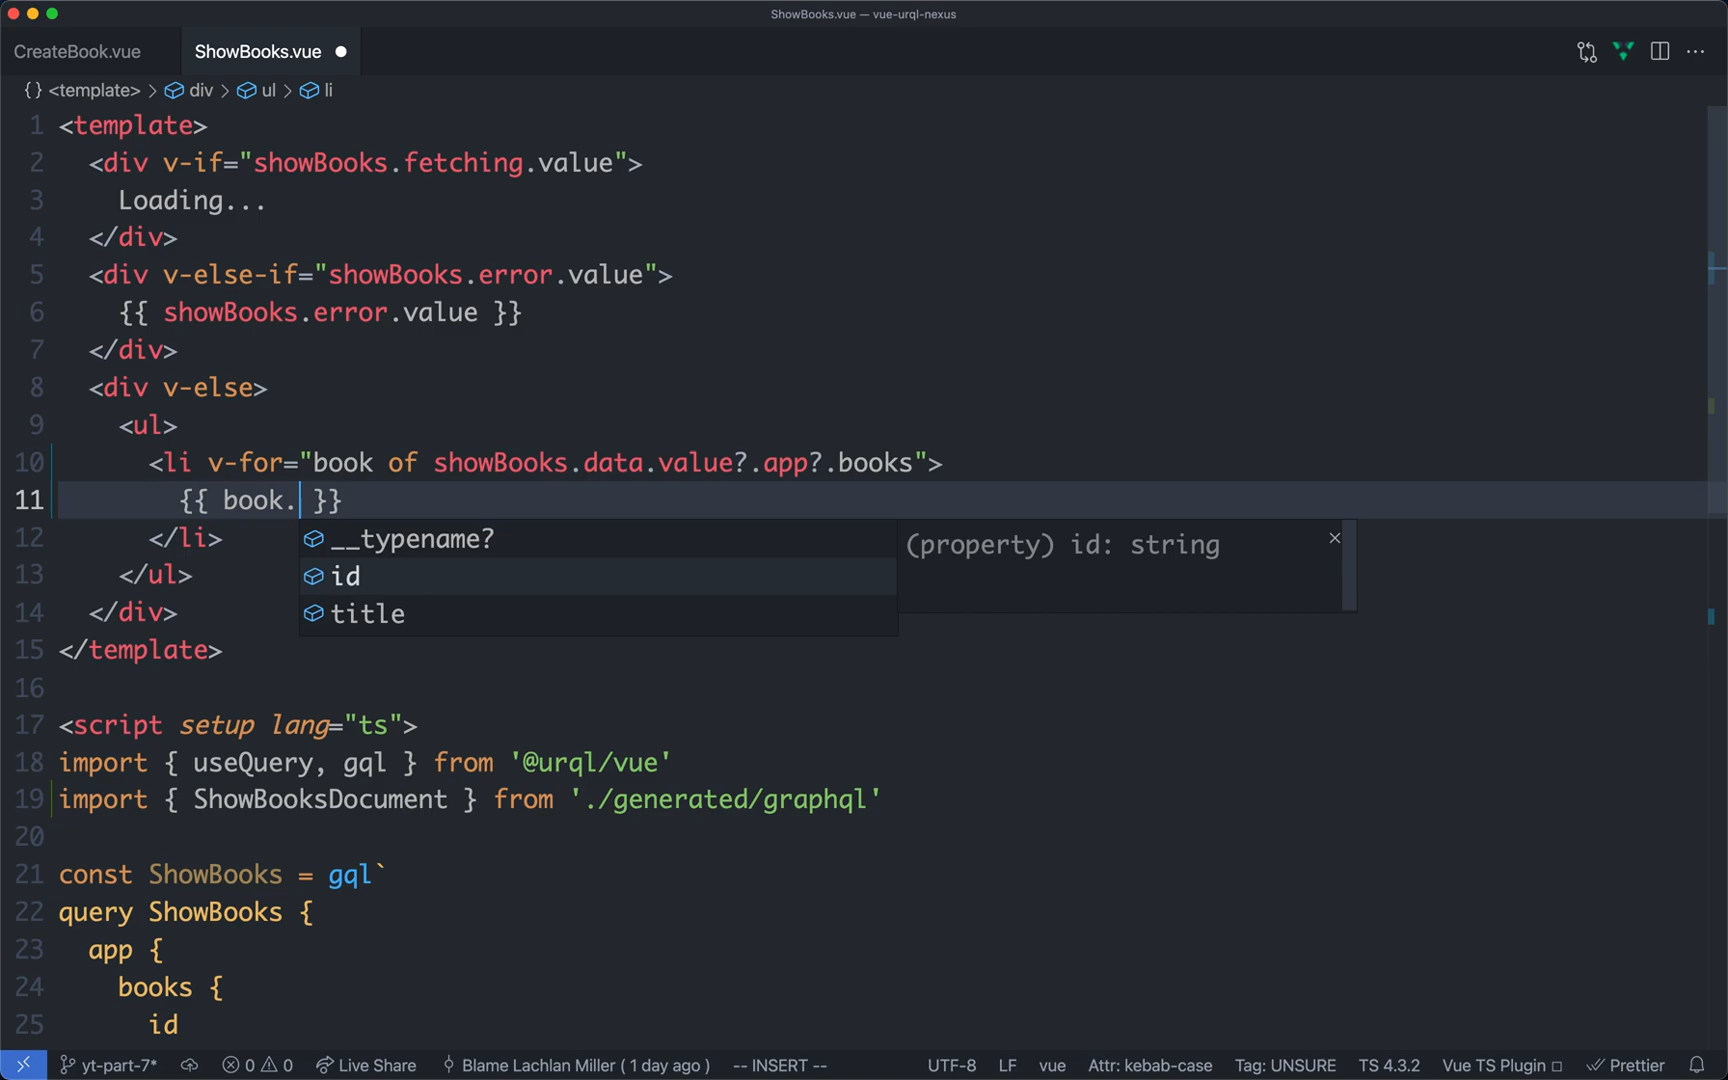 ShowBooks.vue — vue-urql-nexus
CreateBook.vue ShowBooks.vue
{} <template> > div > ul > li
1 <template>
2 <div v-if="showBooks.fetching.value">
3 Loading...
4 </div>
5 <div v-else-if="showBooks.error.value">
6 {{ showBooks.error.value }}
7 </div>
8 <div v-else>
9 <ul>
10 <li v-for="book of showBooks.data.value?.app?.books">
11 {{ book. }}
12 </li>
__typename? (property) id: string ×
13 </ul>
id
14 </div>
title
15 </template>
16
17 <script setup lang="ts">
18 import { useQuery, gql } from '@urql/vue'
19 import { ShowBooksDocument } from './generated/graphql'
20
21 const ShowBooks = gql`
22 query ShowBooks {
23 app {
24 books {
25 id
yt-part-7* 0 0 Live Share Blame Lachlan Miller ( 1 day ago ) -- INSERT -- UTF-8 LF vue Attr: kebab-case Tag: UNSURE TS 4.3.2 Vue TS Plugin Prettier